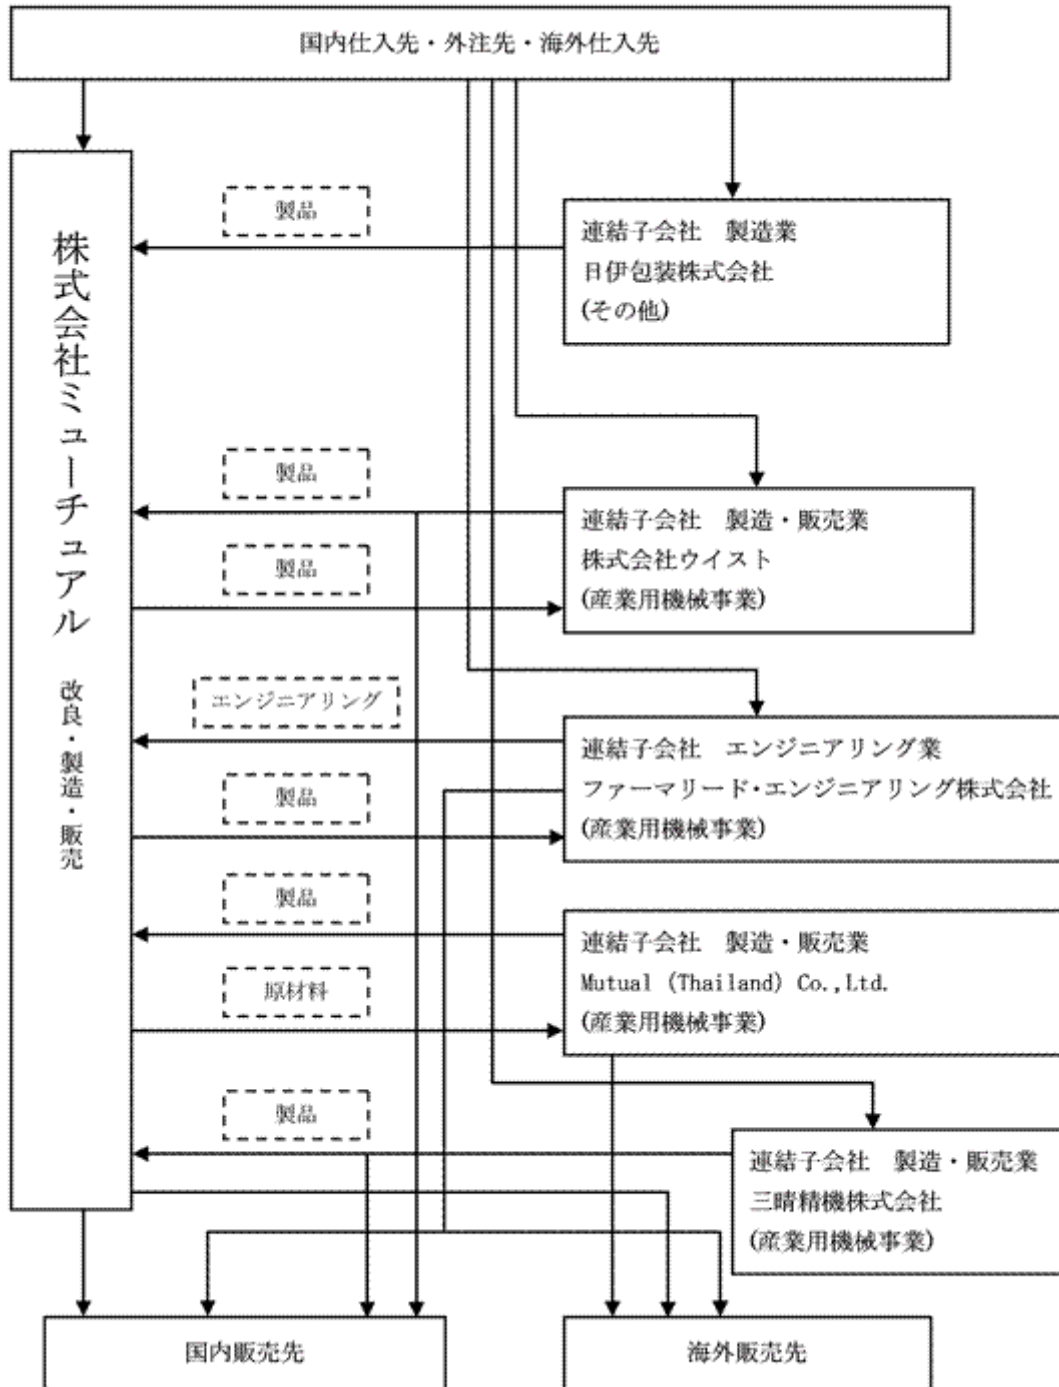 国内仕入先・外注先・海外仕入先
株式会社ミューチュアル　改良・製造・販売
製品
連結子会社　製造業
日伊包装株式会社
(その他)
製品
製品
連結子会社　製造・販売業
株式会社ウイスト
(産業用機械事業)
エンジニアリング
製品
連結子会社　エンジニアリング業
ファーマリード・エンジニアリング株式会社
(産業用機械事業)
製品
原材料
連結子会社　製造・販売業
Mutual (Thailand) Co.,Ltd.
(産業用機械事業)
製品
連結子会社　製造・販売業
三晴精機株式会社
(産業用機械事業)
国内販売先
海外販売先